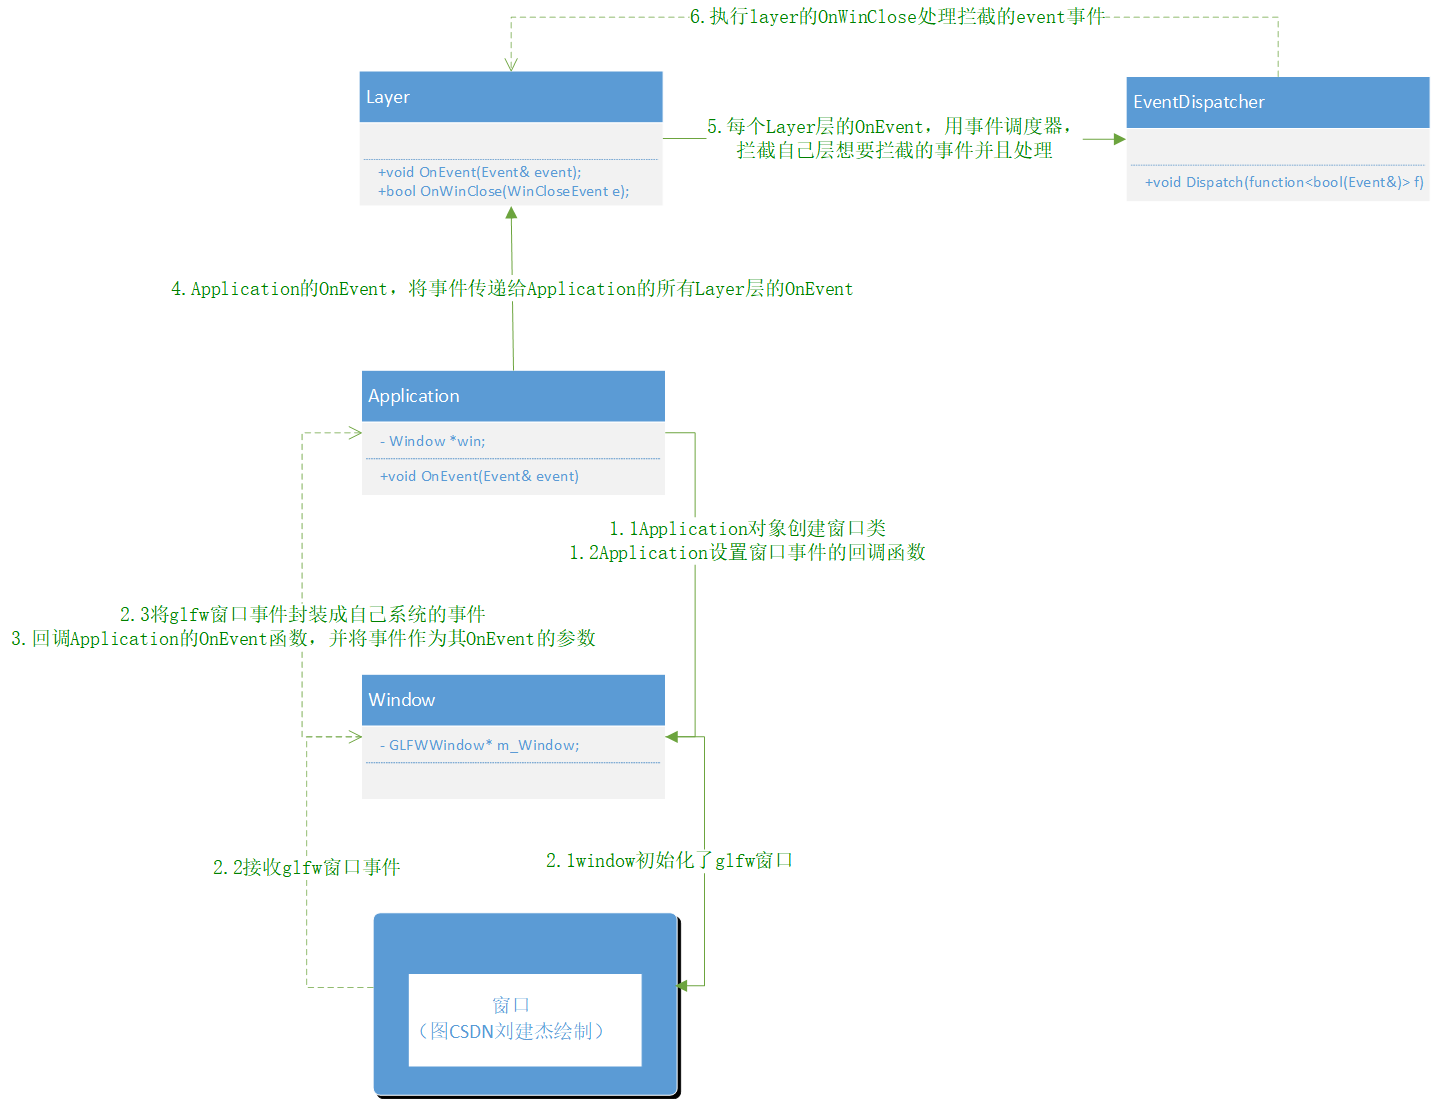 6.执行layer的OnWinClose处理拦截的event事件
Layer
+void OnEvent(Event& event);
+bool OnWinClose(WinCloseEvent e);
5.每个Layer层的OnEvent，用事件调度器，
拦截自己层想要拦截的事件并且处理
EventDispatcher
+void Dispatch(function<bool(Event&)> f)
4.Application的OnEvent，将事件传递给Application的所有Layer层的OnEvent
Application
- Window *win;
+void OnEvent(Event& event)
1.1Application对象创建窗口类
1.2Application设置窗口事件的回调函数
2.3将glfw窗口事件封装成自己系统的事件
3.回调Application的OnEvent函数，并将事件作为其OnEvent的参数
Window
- GLFWWindow* m_Window;
2.2接收glfw窗口事件
2.1window初始化了glfw窗口
窗口
（图CSDN刘建杰绘制）